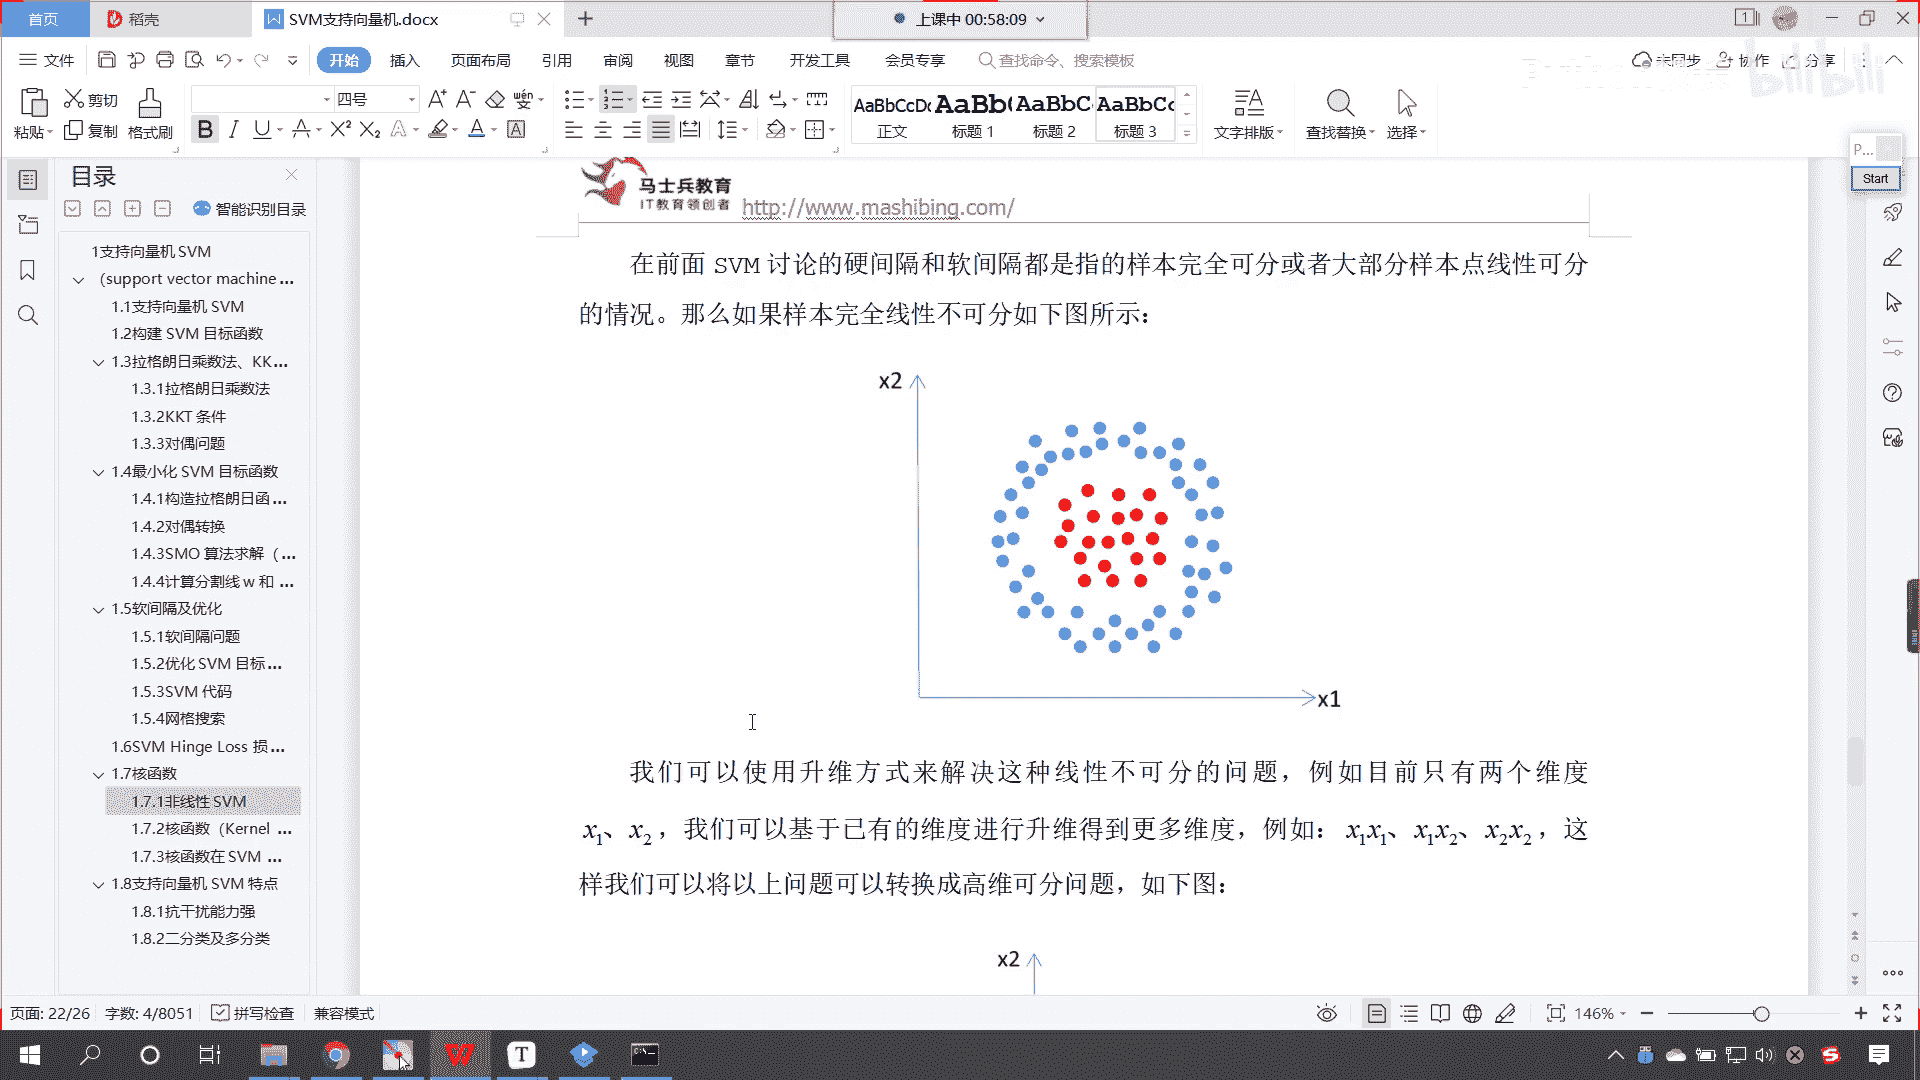 首页
稻壳
SVM支持向量机.docx
上课中 00:58:09
文件
开始
插入
页面布局
引用
审阅
视图
章节
开发工具
会员专享
查找命令、搜索模板
未同步
协作
分享
bilibili
粘贴
剪切
复制
格式刷
四号
AaBbCcDc
正文
AaBb(
标题 1
AaBbC
标题 2
AaBbCc
标题 3
文字排版
查找替换
选择
P...
Start
目录
智能识别目录
1支持向量机 SVM
(support vector machine ...
1.1支持向量机 SVM
1.2构建 SVM 目标函数
1.3拉格朗日乘数法、KK...
1.3.1拉格朗日乘数法
1.3.2KKT 条件
1.3.3对偶问题
1.4最小化 SVM 目标函数
1.4.1构造拉格朗日函...
1.4.2对偶转换
1.4.3SMO 算法求解（...
1.4.4计算分割线 w 和 ...
1.5软间隔及优化
1.5.1软间隔问题
1.5.2优化 SVM 目标...
1.5.3SVM 代码
1.5.4网格搜索
1.6SVM Hinge Loss 损...
1.7核函数
1.7.1非线性 SVM
1.7.2核函数（Kernel ...
1.7.3核函数在 SVM ...
1.8支持向量机 SVM 特点
1.8.1抗干扰能力强
1.8.2二分类及多分类
马士兵教育
IT教育领创者
http://www.mashibing.com/
在前面 SVM 讨论的硬间隔和软间隔都是指的样本完全可分或者大部分样本点线性可分
的情况。那么如果样本完全线性不可分如下图所示：
x2
x1
我们可以使用升维方式来解决这种线性不可分的问题，例如目前只有两个维度
x₁、x₂，我们可以基于已有的维度进行升维得到更多维度，例如：x₁x₁、x₁x₂、x₂x₂，这
样我们可以将以上问题可以转换成高维可分问题，如下图：
x2
页面: 22/26
字数: 4/8051
拼写检查
兼容模式
146%